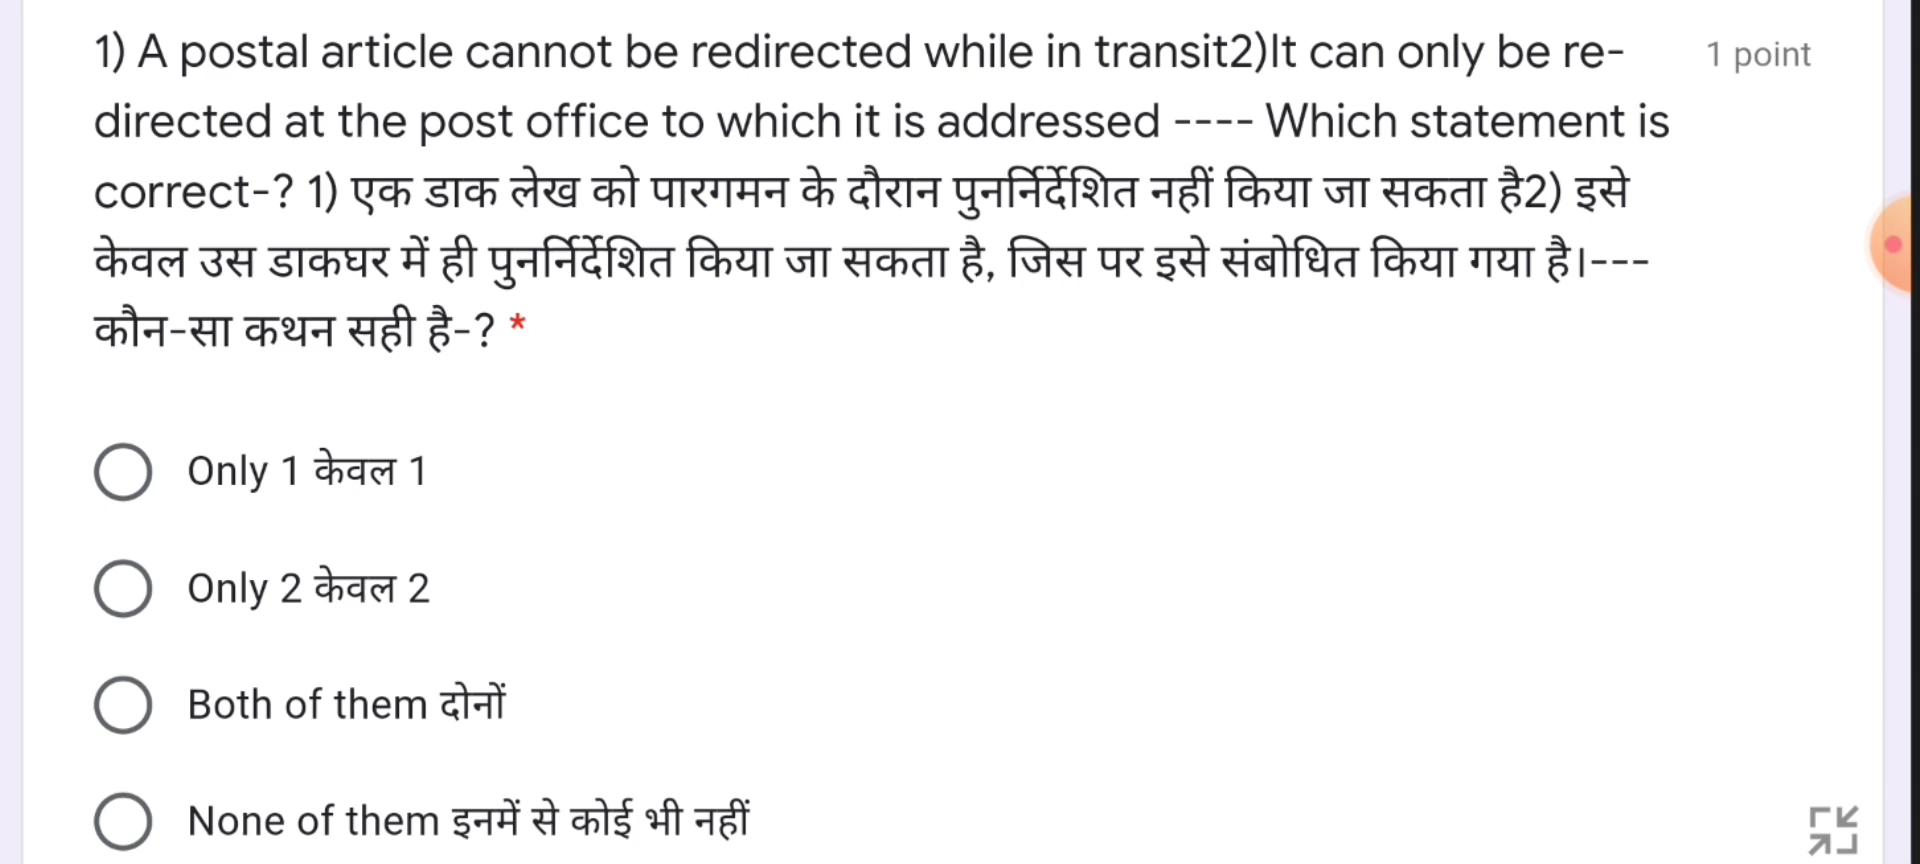 1) A postal article cannot be redirected while in transit2)It can only be re-
1 point
directed at the post office to which it is addressed ---- Which statement is
correct-? 1) एक डाक लेख को पारगमन के दौरान पुनर्निर्देशित नहीं किया जा सकता है2) इसे
केवल उस डाकघर में ही पुनर्निर्देशित किया जा सकता है, जिस पर इसे संबोधित किया गया है।---
कौन-सा कथन सही है-? *
Only 1 केवल 1
Only 2 केवल 2
Both of them दोनों
None of them इनमें से कोई भी नहीं